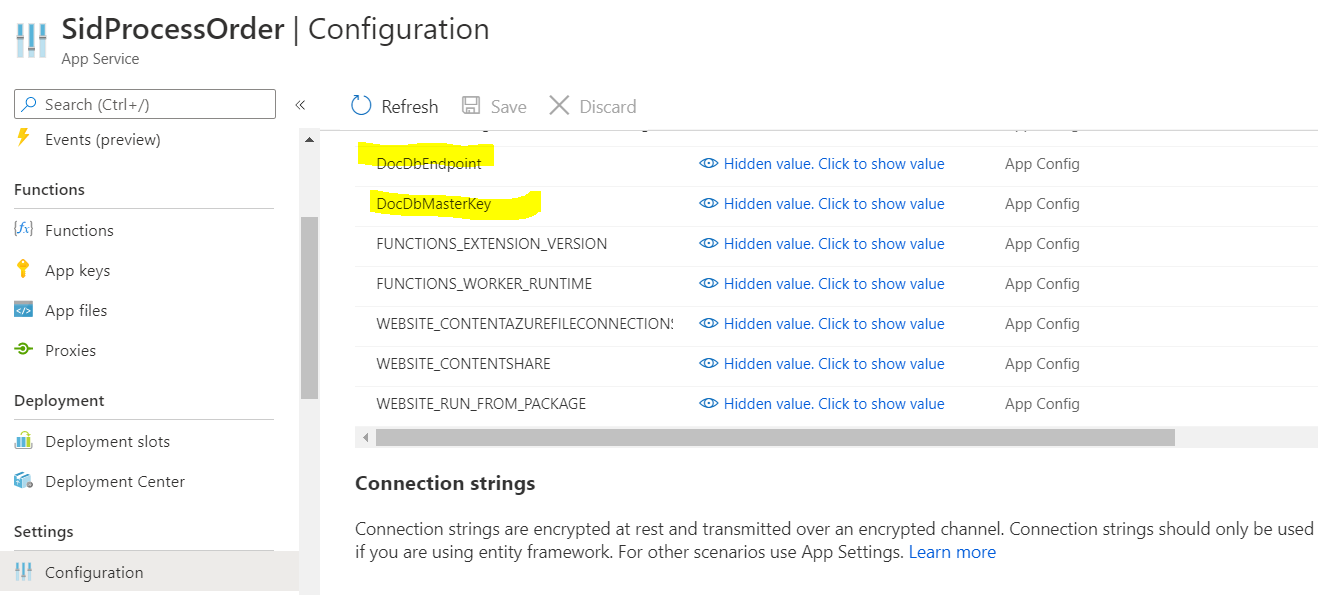 SidProcessOrder | Configuration
App Service
Search (Ctrl+/)
«
Refresh
Save
Discard
Events (preview)
Functions
Functions
App keys
App files
Proxies
Deployment
Deployment slots
Deployment Center
Settings
Configuration
App Config
DocDbEndpoint Hidden value. Click to show value App Config
DocDbMasterKey Hidden value. Click to show value App Config
FUNCTIONS_EXTENSION_VERSION Hidden value. Click to show value App Config
FUNCTIONS_WORKER_RUNTIME Hidden value. Click to show value App Config
WEBSITE_CONTENTAZUREFILECONNECTIONS Hidden value. Click to show value App Config
WEBSITE_CONTENTSHARE Hidden value. Click to show value App Config
WEBSITE_RUN_FROM_PACKAGE Hidden value. Click to show value App Config
Connection strings
Connection strings are encrypted at rest and transmitted over an encrypted channel. Connection strings should only be used
if you are using entity framework. For other scenarios use App Settings. Learn more